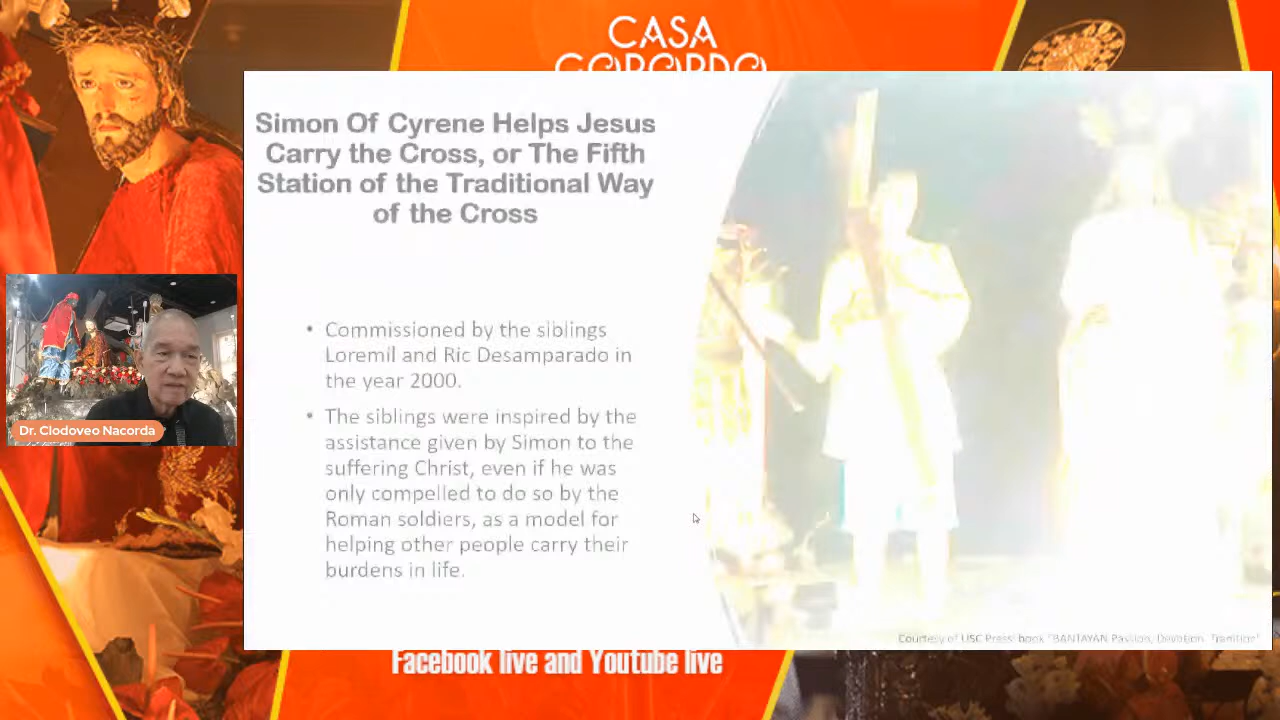 CASA
GORORDO
Simon Of Cyrene Helps Jesus
Carry the Cross, or The Fifth
Station of the Traditional Way
of the Cross
• Commissioned by the siblings
Loremil and Ric Desamparado in
the year 2000.
• The siblings were inspired by the
assistance given by Simon to the
suffering Christ, even if he was
only compelled to do so by the
Roman soldiers, as a model for
helping other people carry their
burdens in life.
Dr. Clodoveo Nacorda
Courtesy of USC Press: book "BANTAYAN Passion, Devotion, Tradition"
Facebook live and Youtube live